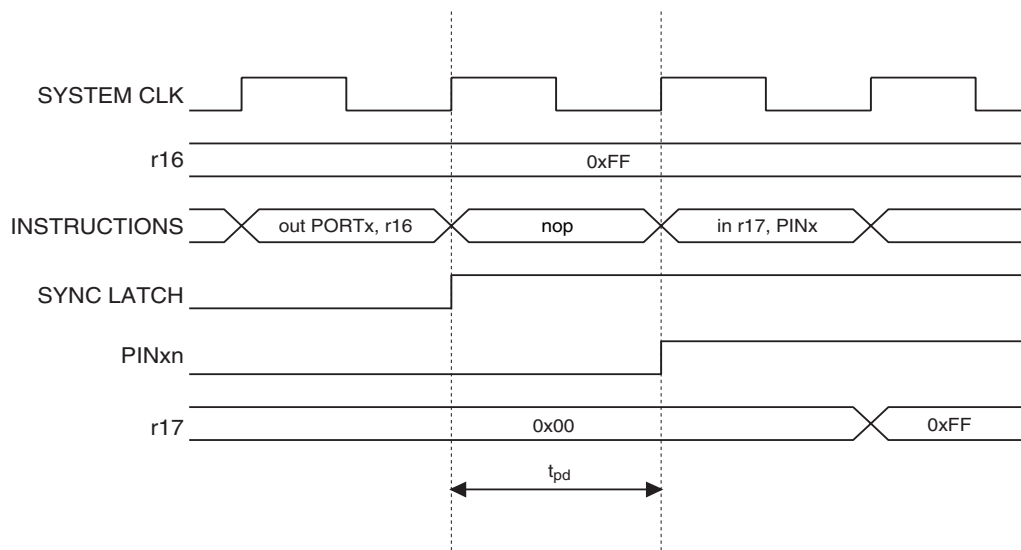 SYSTEM CLK
r16
0xFF
INSTRUCTIONS
out PORTx, r16
nop
in r17, PINx
SYNC LATCH
PINxn
r17
0x00
0xFF
tpd